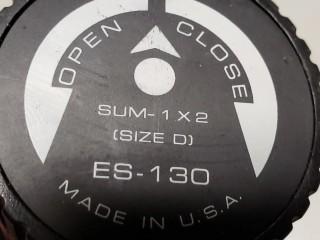 OPEN CLOSE
SUM-1X2
(SIZE D)
ES-130
MADE IN U.S.A.